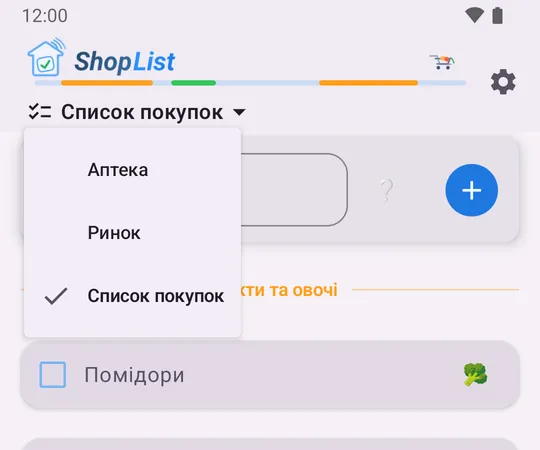 12:00
ShopList
Список покупок
Аптека
Ринок
Список покупок
кти та овочі
Помідори